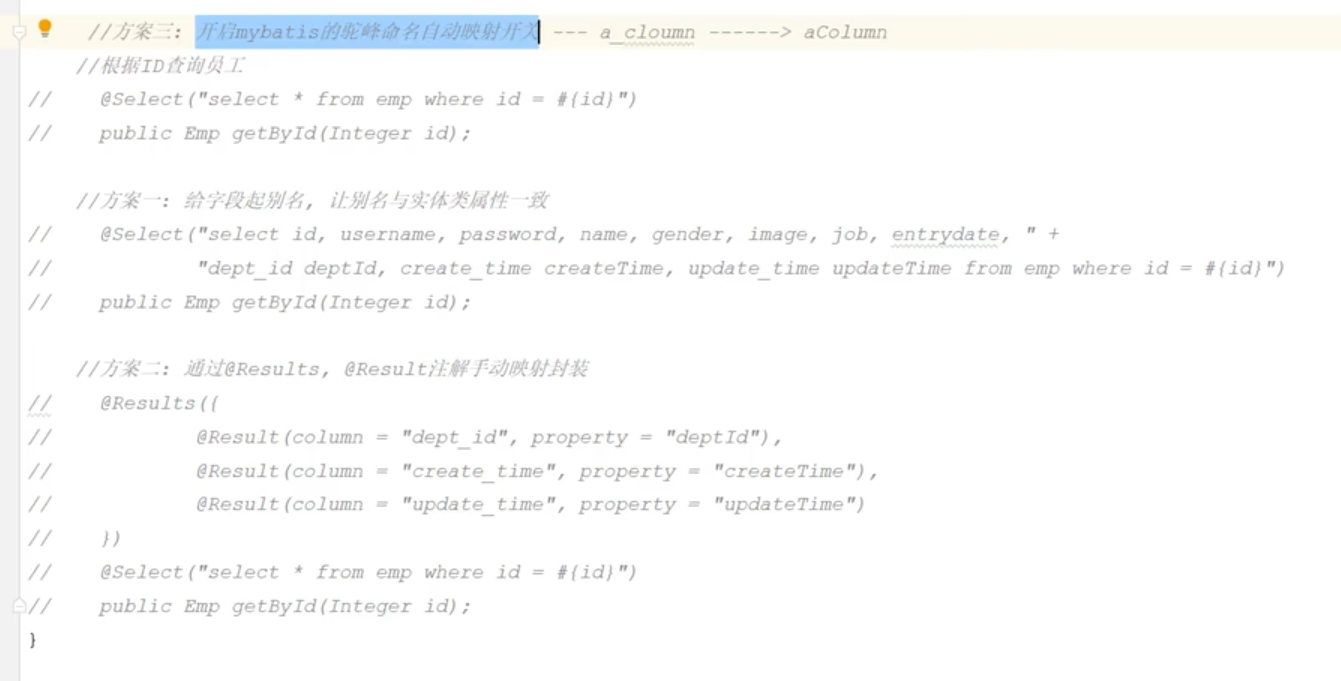 //方案三: 开启mybatis的驼峰命名自动映射开关 --- a_cloumn ------> aColumn
//根据ID查询员工
// @Select("select * from emp where id = #{id}")
// public Emp getById(Integer id);
//方案一: 给字段起别名, 让别名与实体类属性一致
// @Select("select id, username, password, name, gender, image, job, entrydate, " +
// "dept_id deptId, create_time createTime, update_time updateTime from emp where id = #{id}")
// public Emp getById(Integer id);
//方案二: 通过@Results, @Result注解手动映射封装
// @Results({
// @Result(column = "dept_id", property = "deptId"),
// @Result(column = "create_time", property = "createTime"),
// @Result(column = "update_time", property = "updateTime")
// })
// @Select("select * from emp where id = #{id}")
// public Emp getById(Integer id);
}